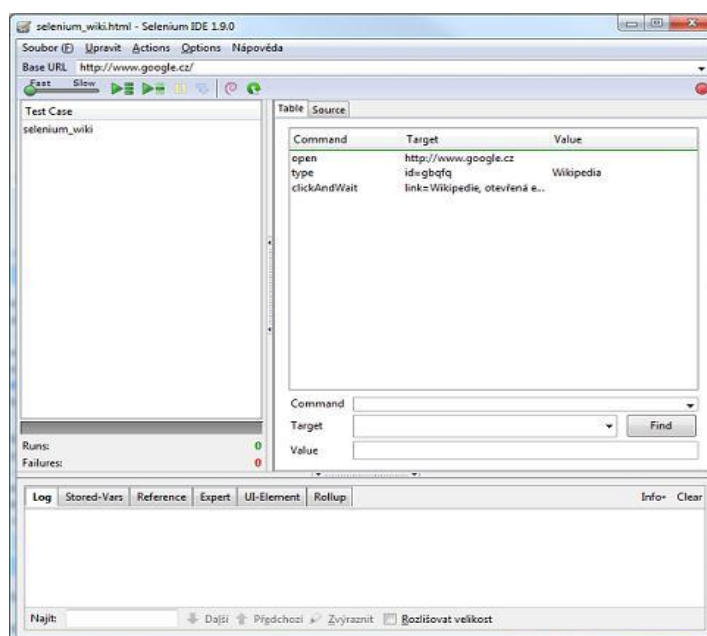 selenium_wiki.html - Selenium IDE 1.9.0
Soubor (F) Upravit Actions Options Nápověda
Base URL http://www.google.cz/
Fast Slow
Test Case
selenium_wiki
Table Source
Command Target Value
open http://www.google.cz
type id=gbqfq Wikipedia
clickAndWait link=Wikipedie, otevřená e...
Command
Target Find
Value
Runs: 0
Failures: 0
Log Stored-Vars Reference Expert UI-Element Rollup Info▾ Clear
Najít: Další Předchozí Zvýraznit Rozlišovat velikost